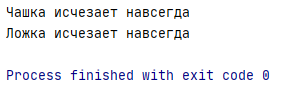 Чашка исчезает навсегда
Ложка исчезает навсегда
Process finished with exit code 0